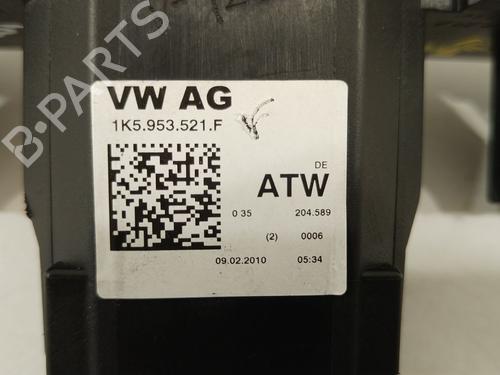 VW AG
1K5.953.521.F
DE
ATW
0 35 204.589
(2) 0006
09.02.2010 05:34
B-PARTS